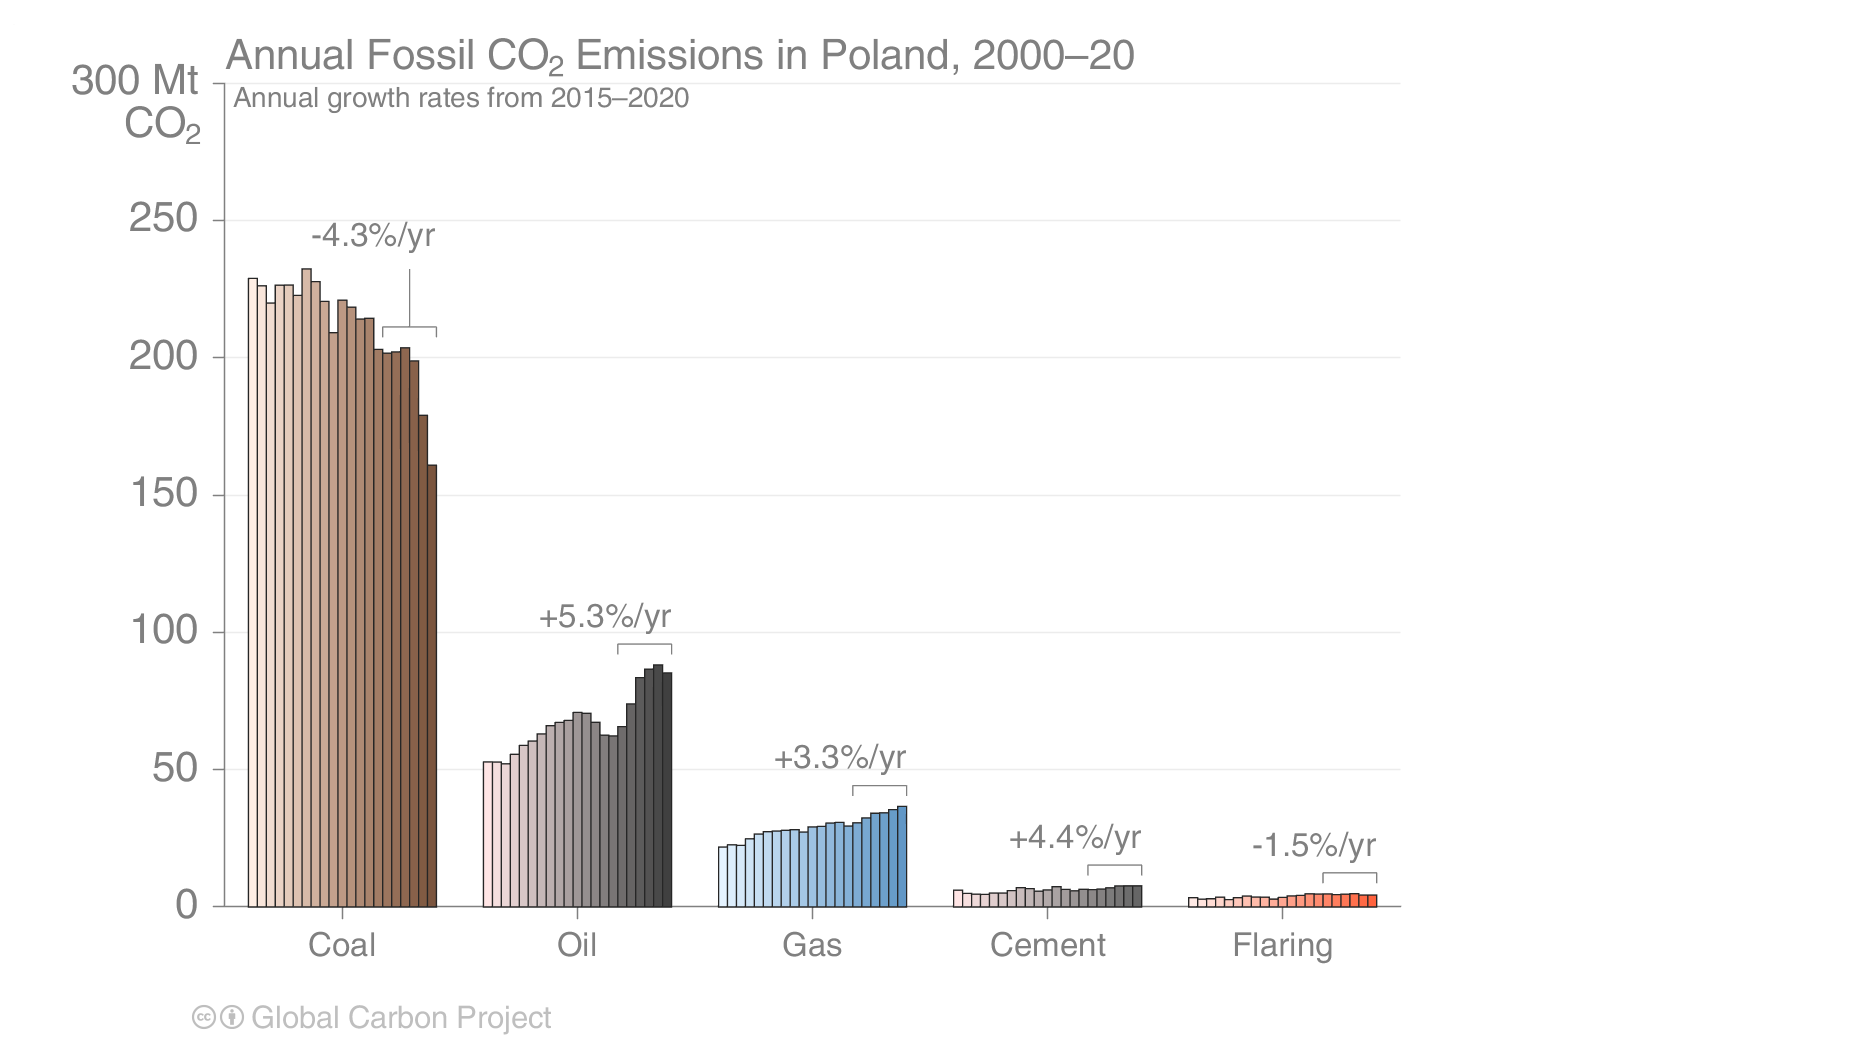 Annual Fossil CO₂ Emissions in Poland, 2000–20
Annual growth rates from 2015–2020
300 Mt
CO₂
250
200
150
100
50
0
-4.3%/yr
+5.3%/yr
+3.3%/yr
+4.4%/yr
-1.5%/yr
Coal
Oil
Gas
Cement
Flaring
cc Global Carbon Project